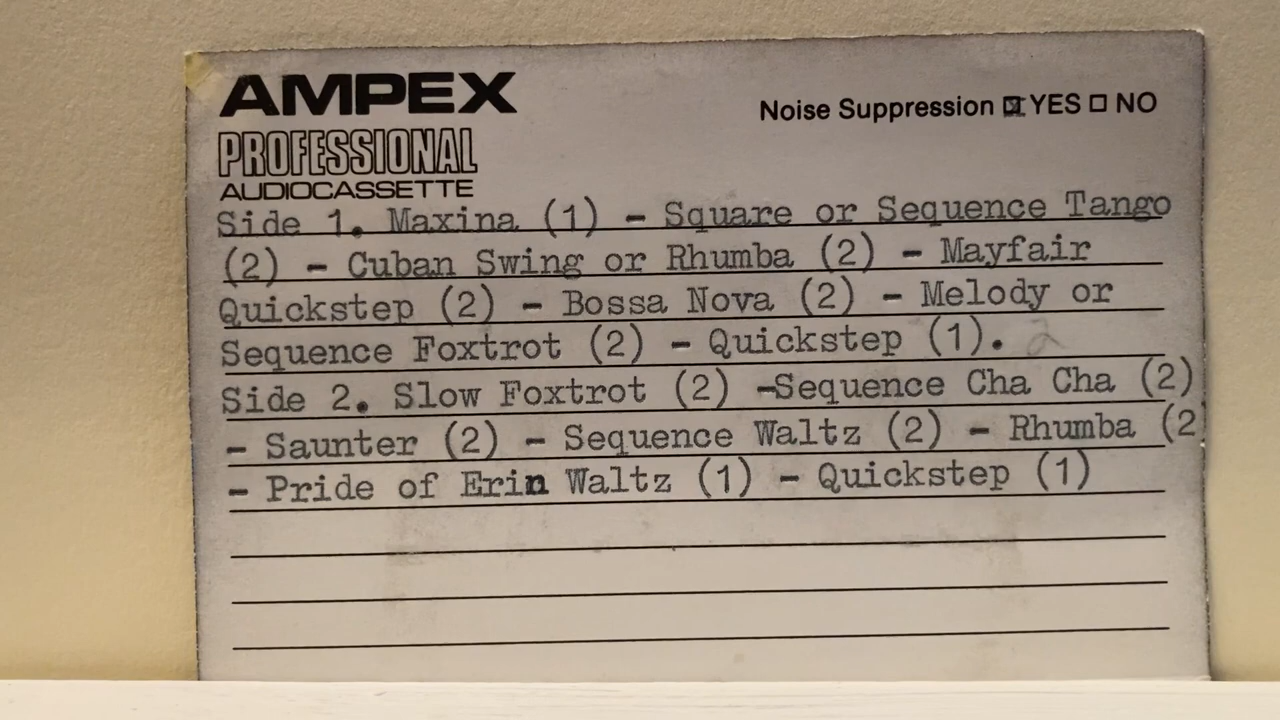 AMPEX
PROFESSIONAL
AUDIOCASSETTE
Noise Suppression ☒ YES ☐ NO
Side 1. Maxina (1) - Square or Sequence Tango
(2) - Cuban Swing or Rhumba (2) - Mayfair
Quickstep (2) - Bossa Nova (2) - Melody or
Sequence Foxtrot (2) - Quickstep (1). 2
Side 2. Slow Foxtrot (2) -Sequence Cha Cha (2)
- Saunter (2) - Sequence Waltz (2) - Rhumba (2
- Pride of Erin Waltz (1) - Quickstep (1)